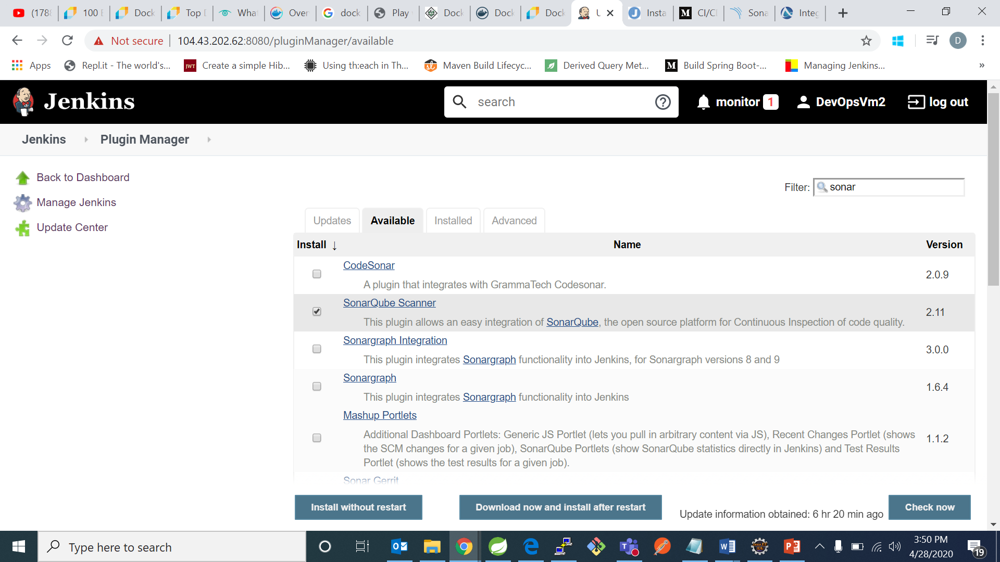 (178
100
Dock
Top
What
Over
dock
Play
Dock
Dock
Dock
U
Insta
CI/C
Sona
Integ
Not secure
104.43.202.62:8080/pluginManager/available
D
Apps
Repl.it - The world's...
JWT
Create a simple Hib...
Using th:each in Th...
Maven Build Lifecyc...
Derived Query Met...
Build Spring Boot-...
Managing Jenkins...
»
Jenkins
search
monitor 1
DevOpsVm2
log out
Jenkins
Plugin Manager
Back to Dashboard
Manage Jenkins
Update Center
Filter: sonar
Updates
Available
Installed
Advanced
Install ↓
Name
Version
CodeSonar
A plugin that integrates with GrammaTech Codesonar.
2.0.9
SonarQube Scanner
This plugin allows an easy integration of SonarQube, the open source platform for Continuous Inspection of code quality.
2.11
Sonargraph Integration
This plugin integrates Sonargraph functionality into Jenkins, for Sonargraph versions 8 and 9
3.0.0
Sonargraph
This plugin integrates Sonargraph functionality into Jenkins
1.6.4
Mashup Portlets
Additional Dashboard Portlets: Generic JS Portlet (lets you pull in arbitrary content via JS), Recent Changes Portlet (shows
the SCM changes for a given job), SonarQube Portlets (show SonarQube statistics directly in Jenkins) and Test Results
Portlet (shows the test results for a given job).
1.1.2
Sonar Gerrit
Install without restart
Download now and install after restart
Update information obtained: 6 hr 20 min ago
Check now
Type here to search
3:50 PM
4/28/2020
19